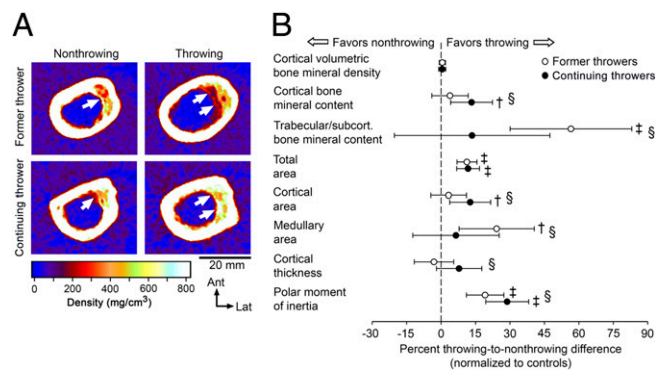 A
Nonthrowing
Throwing
Former thrower
Continuing thrower
0 200 400 600 800
Density (mg/cm3)
20 mm
Ant
Lat
B
Favors nonthrowing
Favors throwing
Former throwers
Continuing throwers
Cortical volumetric
bone mineral density
Cortical bone
mineral content
† §
Trabecular/subcort.
bone mineral content
‡ §
Total
area
‡
‡
Cortical
area
† §
Medullary
area
† §
Cortical
thickness
§
Polar moment
of inertia
‡
‡ §
-30 -15 0 15 30 45 60 75 90
Percent throwing-to-nonthrowing difference
(normalized to controls)